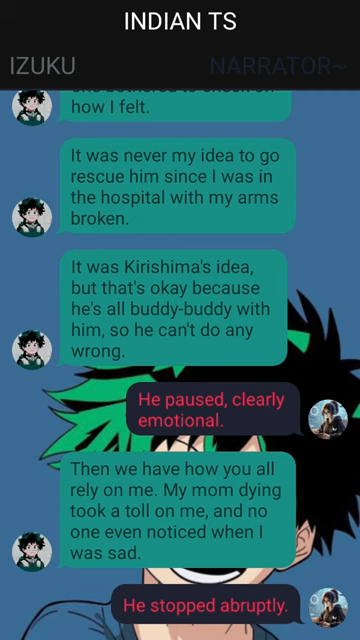 INDIAN TS
IZUKU NARRATOR~
how I felt.
It was never my idea to go
rescue him since I was in
the hospital with my arms
broken.
It was Kirishima's idea,
but that's okay because
he's all buddy-buddy with
him, so he can't do any
wrong.
He paused, clearly
emotional.
Then we have how you all
rely on me. My mom dying
took a toll on me, and no
one even noticed when I
was sad.
He stopped abruptly.